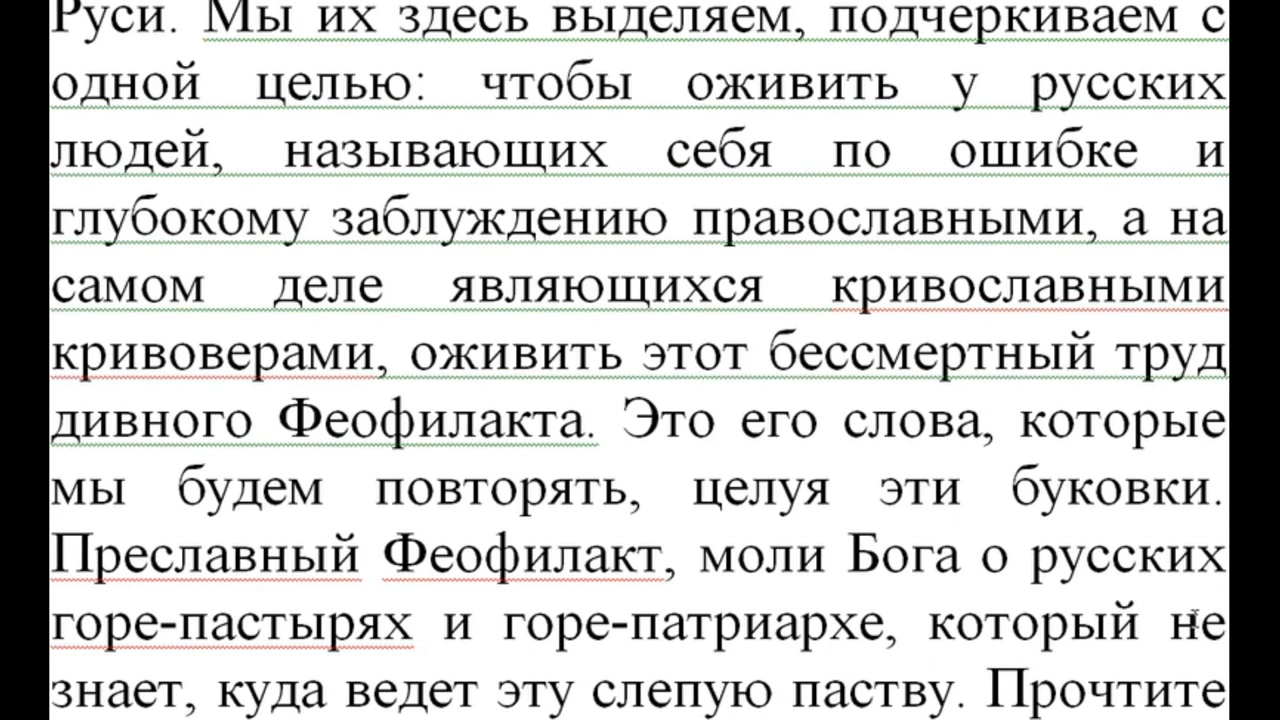 Руси. Мы их здесь выделяем, подчеркиваем с
одной целью: чтобы оживить у русских
людей, называющих себя по ошибке и
глубокому заблуждению православными, а на
самом деле являющихся кривославными
кривоверами, оживить этот бессмертный труд
дивного Феофилакта. Это его слова, которые
мы будем повторять, целуя эти буковки.
Преславный Феофилакт, моли Бога о русских
горе-пастырях и горе-патриархе, который не
знает, куда ведет эту слепую паству. Прочтите